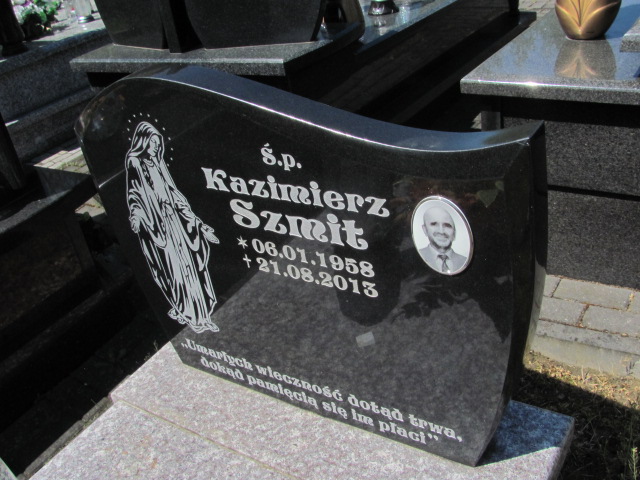 ś.p.
Kazimierz
Szmit
* 06.01.1958
† 21.08.2013
„Umarłych wieczność dotąd trwa,
dokąd pamięcią się im płaci”